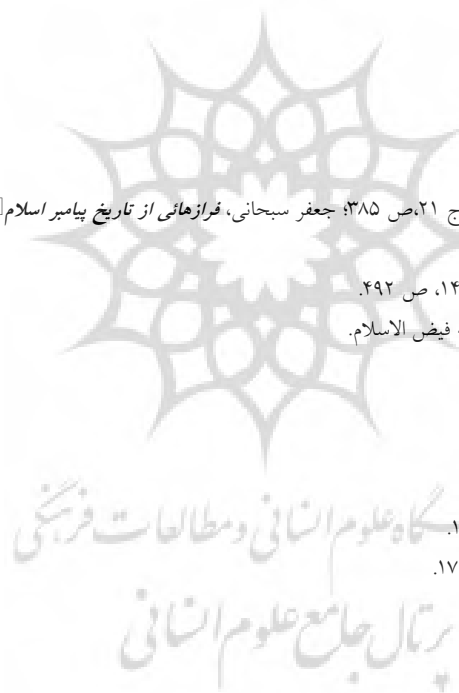 ج ۲۱،ص ۳۸۵؛ جعفر سبحانی، فرازهائی از تاریخ پیامبر اسلام[
۱۴، ص ۴۹۲.
فیض الاسلام.
۱.
گاه علوم انسانی و مطالعات فرهنگی
۱۷.
پرتال جامع علوم انسانی